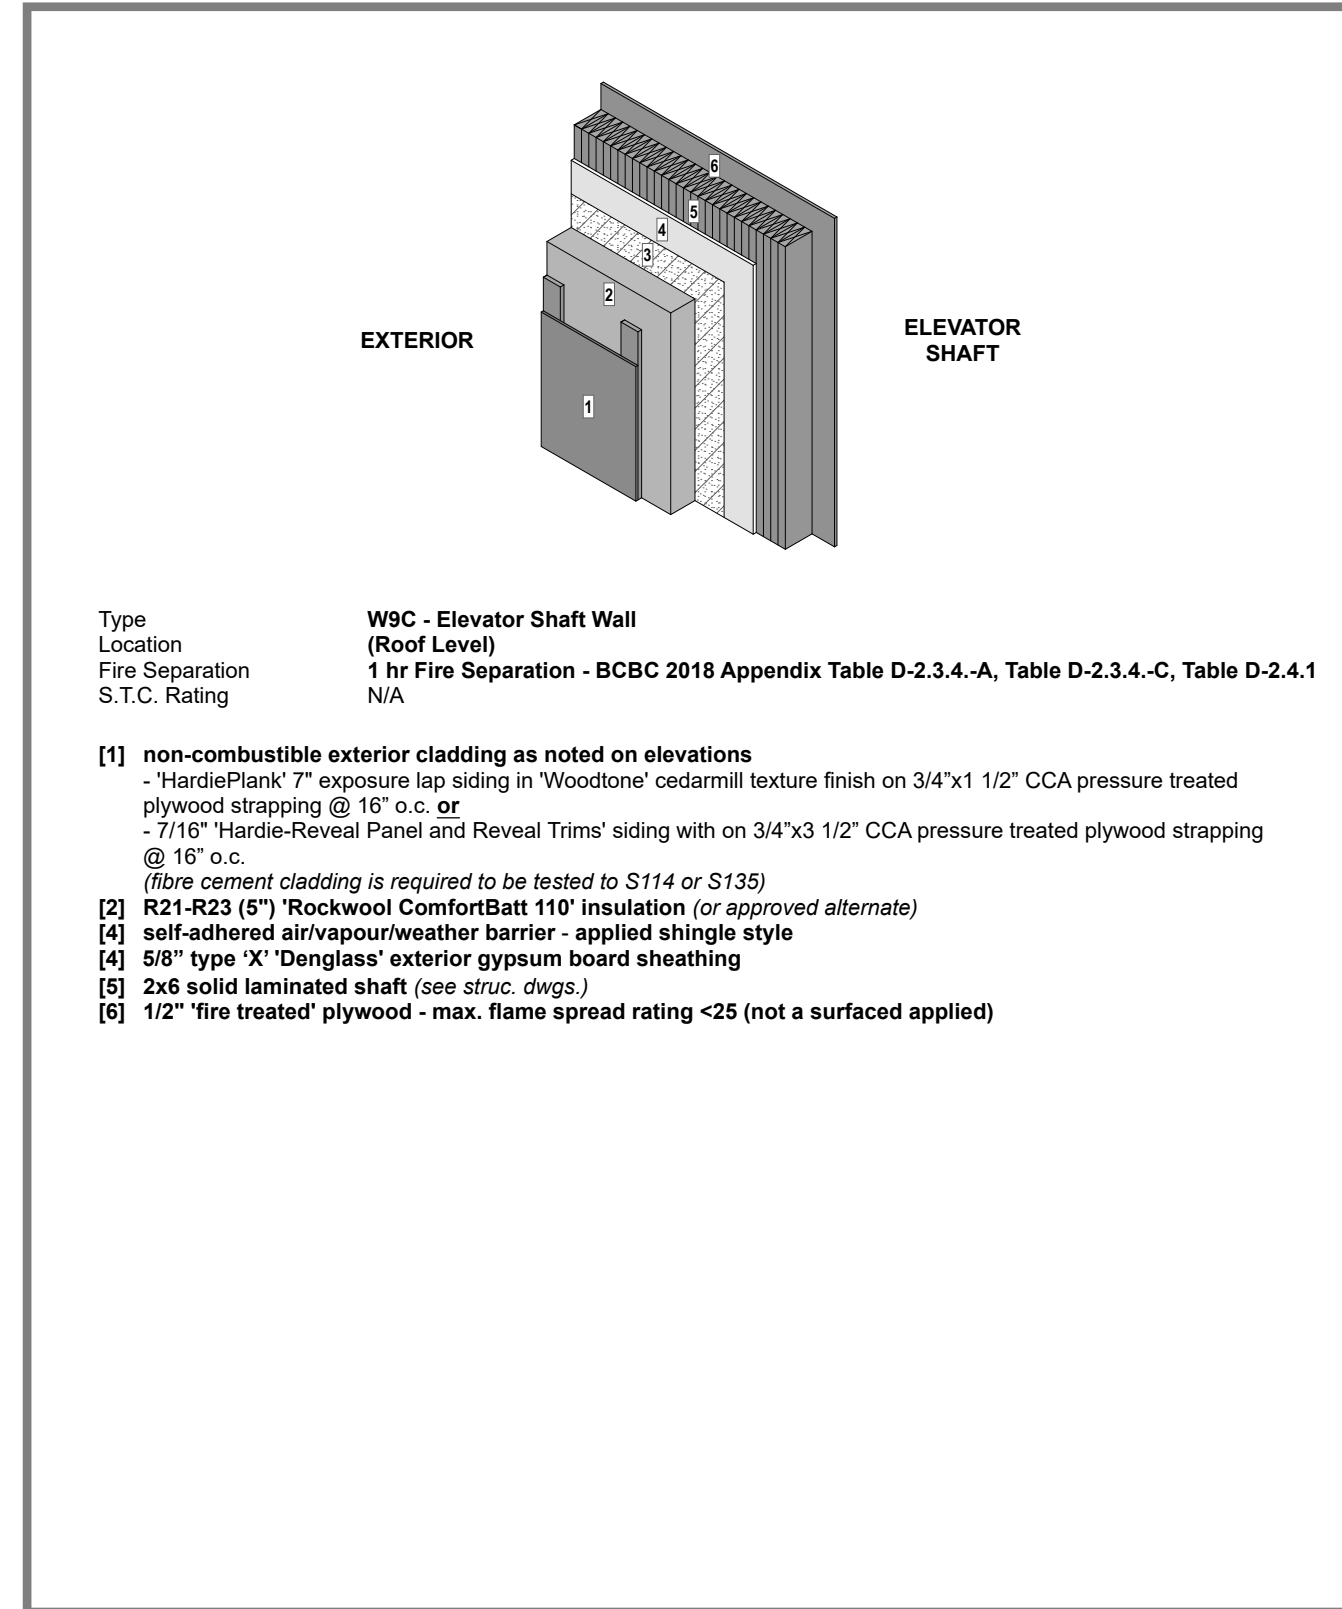 6
5
4
3
2
1
EXTERIOR
ELEVATOR
SHAFT
Type W9C - Elevator Shaft Wall
Location (Roof Level)
Fire Separation 1 hr Fire Separation - BCBC 2018 Appendix Table D-2.3.4.-A, Table D-2.3.4.-C, Table D-2.4.1
S.T.C. Rating N/A
[1] non-combustible exterior cladding as noted on elevations
- 'HardiePlank' 7" exposure lap siding in 'Woodtone' cedarmill texture finish on 3/4”x1 1/2” CCA pressure treated
plywood strapping @ 16” o.c. or
- 7/16" 'Hardie-Reveal Panel and Reveal Trims' siding with on 3/4”x3 1/2” CCA pressure treated plywood strapping
@ 16” o.c.
(fibre cement cladding is required to be tested to S114 or S135)
[2] R21-R23 (5") 'Rockwool ComfortBatt 110' insulation (or approved alternate)
[4] self-adhered air/vapour/weather barrier - applied shingle style
[4] 5/8” type ‘X’ 'Denglass' exterior gypsum board sheathing
[5] 2x6 solid laminated shaft (see struc. dwgs.)
[6] 1/2" 'fire treated' plywood - max. flame spread rating <25 (not a surfaced applied)